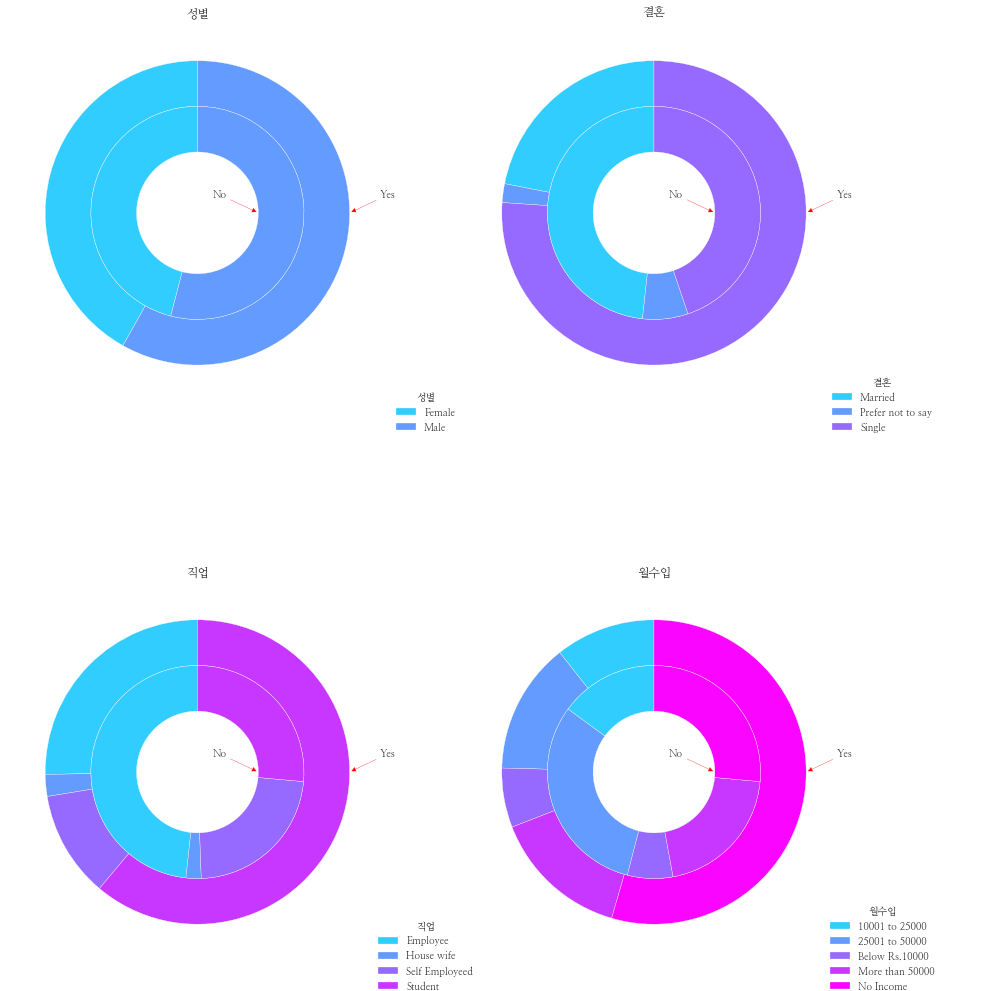 성별
No
Yes
성별
Female
Male
결혼
No
Yes
결혼
Married
Prefer not to say
Single
직업
No
Yes
직업
Employee
House wife
Self Employeed
Student
월수입
No
Yes
월수입
10001 to 25000
25001 to 50000
Below Rs.10000
More than 50000
No Income